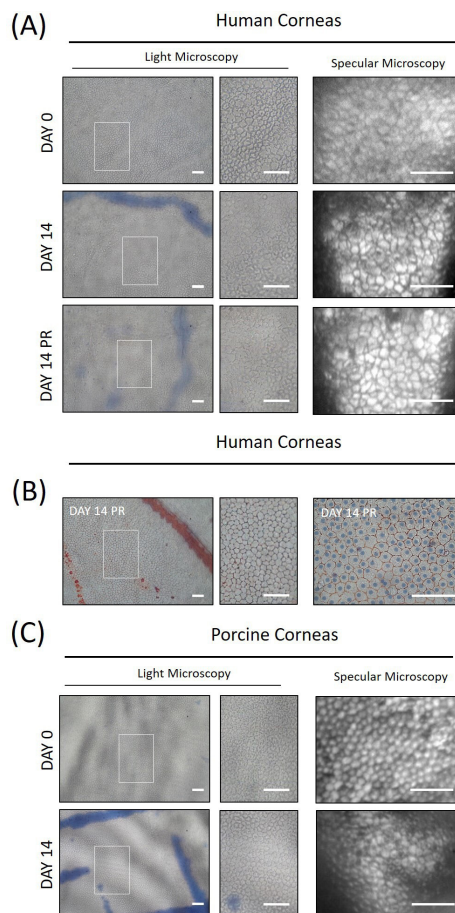 (A)
Human Corneas
Light Microscopy
Specular Microscopy
DAY 0
DAY 14
DAY 14 PR
Human Corneas
(B)
DAY 14 PR
DAY 14 PR
(C)
Porcine Corneas
Light Microscopy
Specular Microscopy
DAY 0
DAY 14